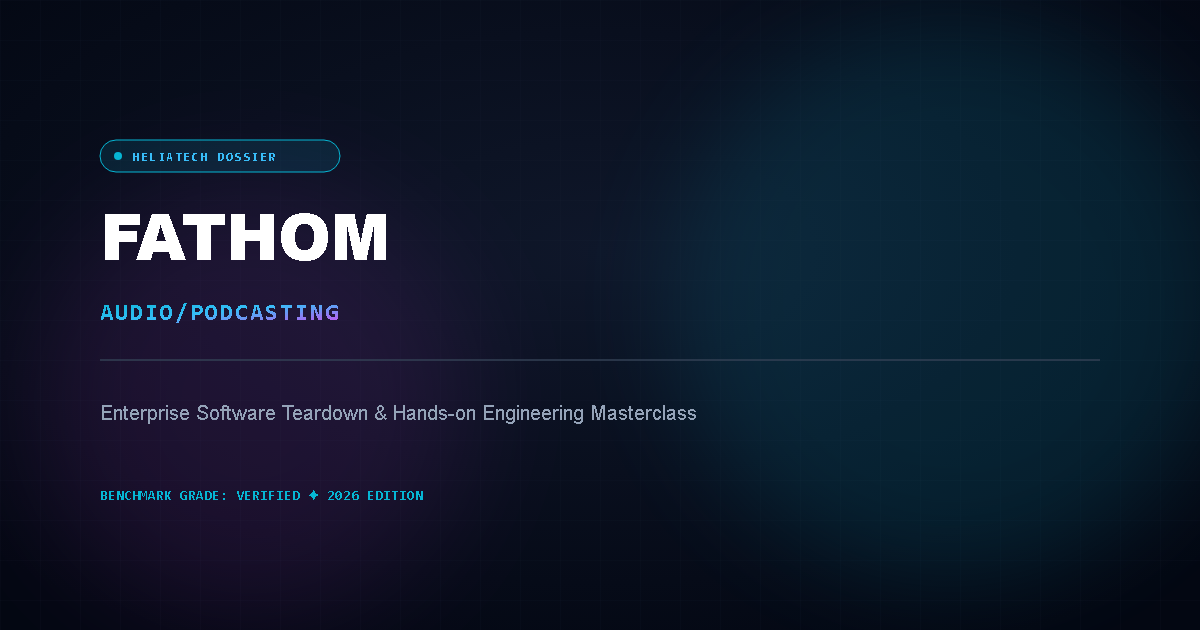 HELIATECH DOSSIER
FATHOM
AUDIO/PODCASTING
Enterprise Software Teardown & Hands-on Engineering Masterclass
BENCHMARK GRADE: VERIFIED ✦ 2026 EDITION